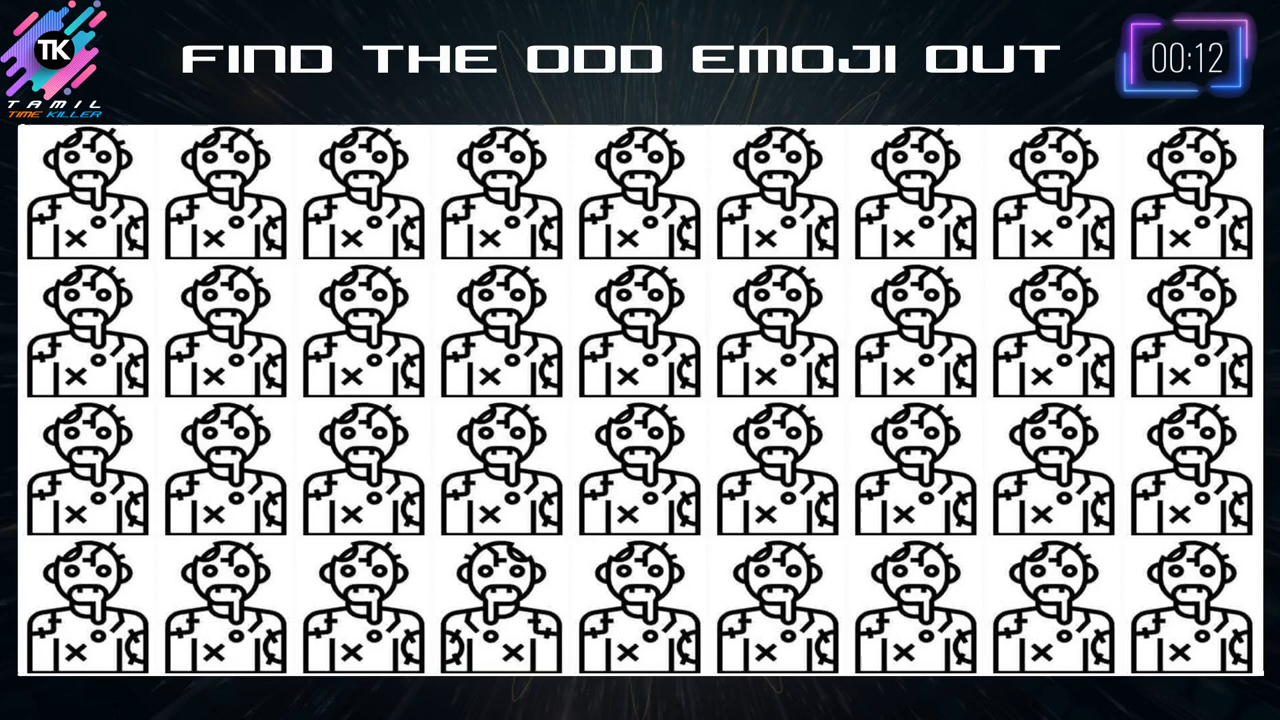 TK
TAMIL
TIME KILLER
FIND THE ODD EMOJI OUT
00:12